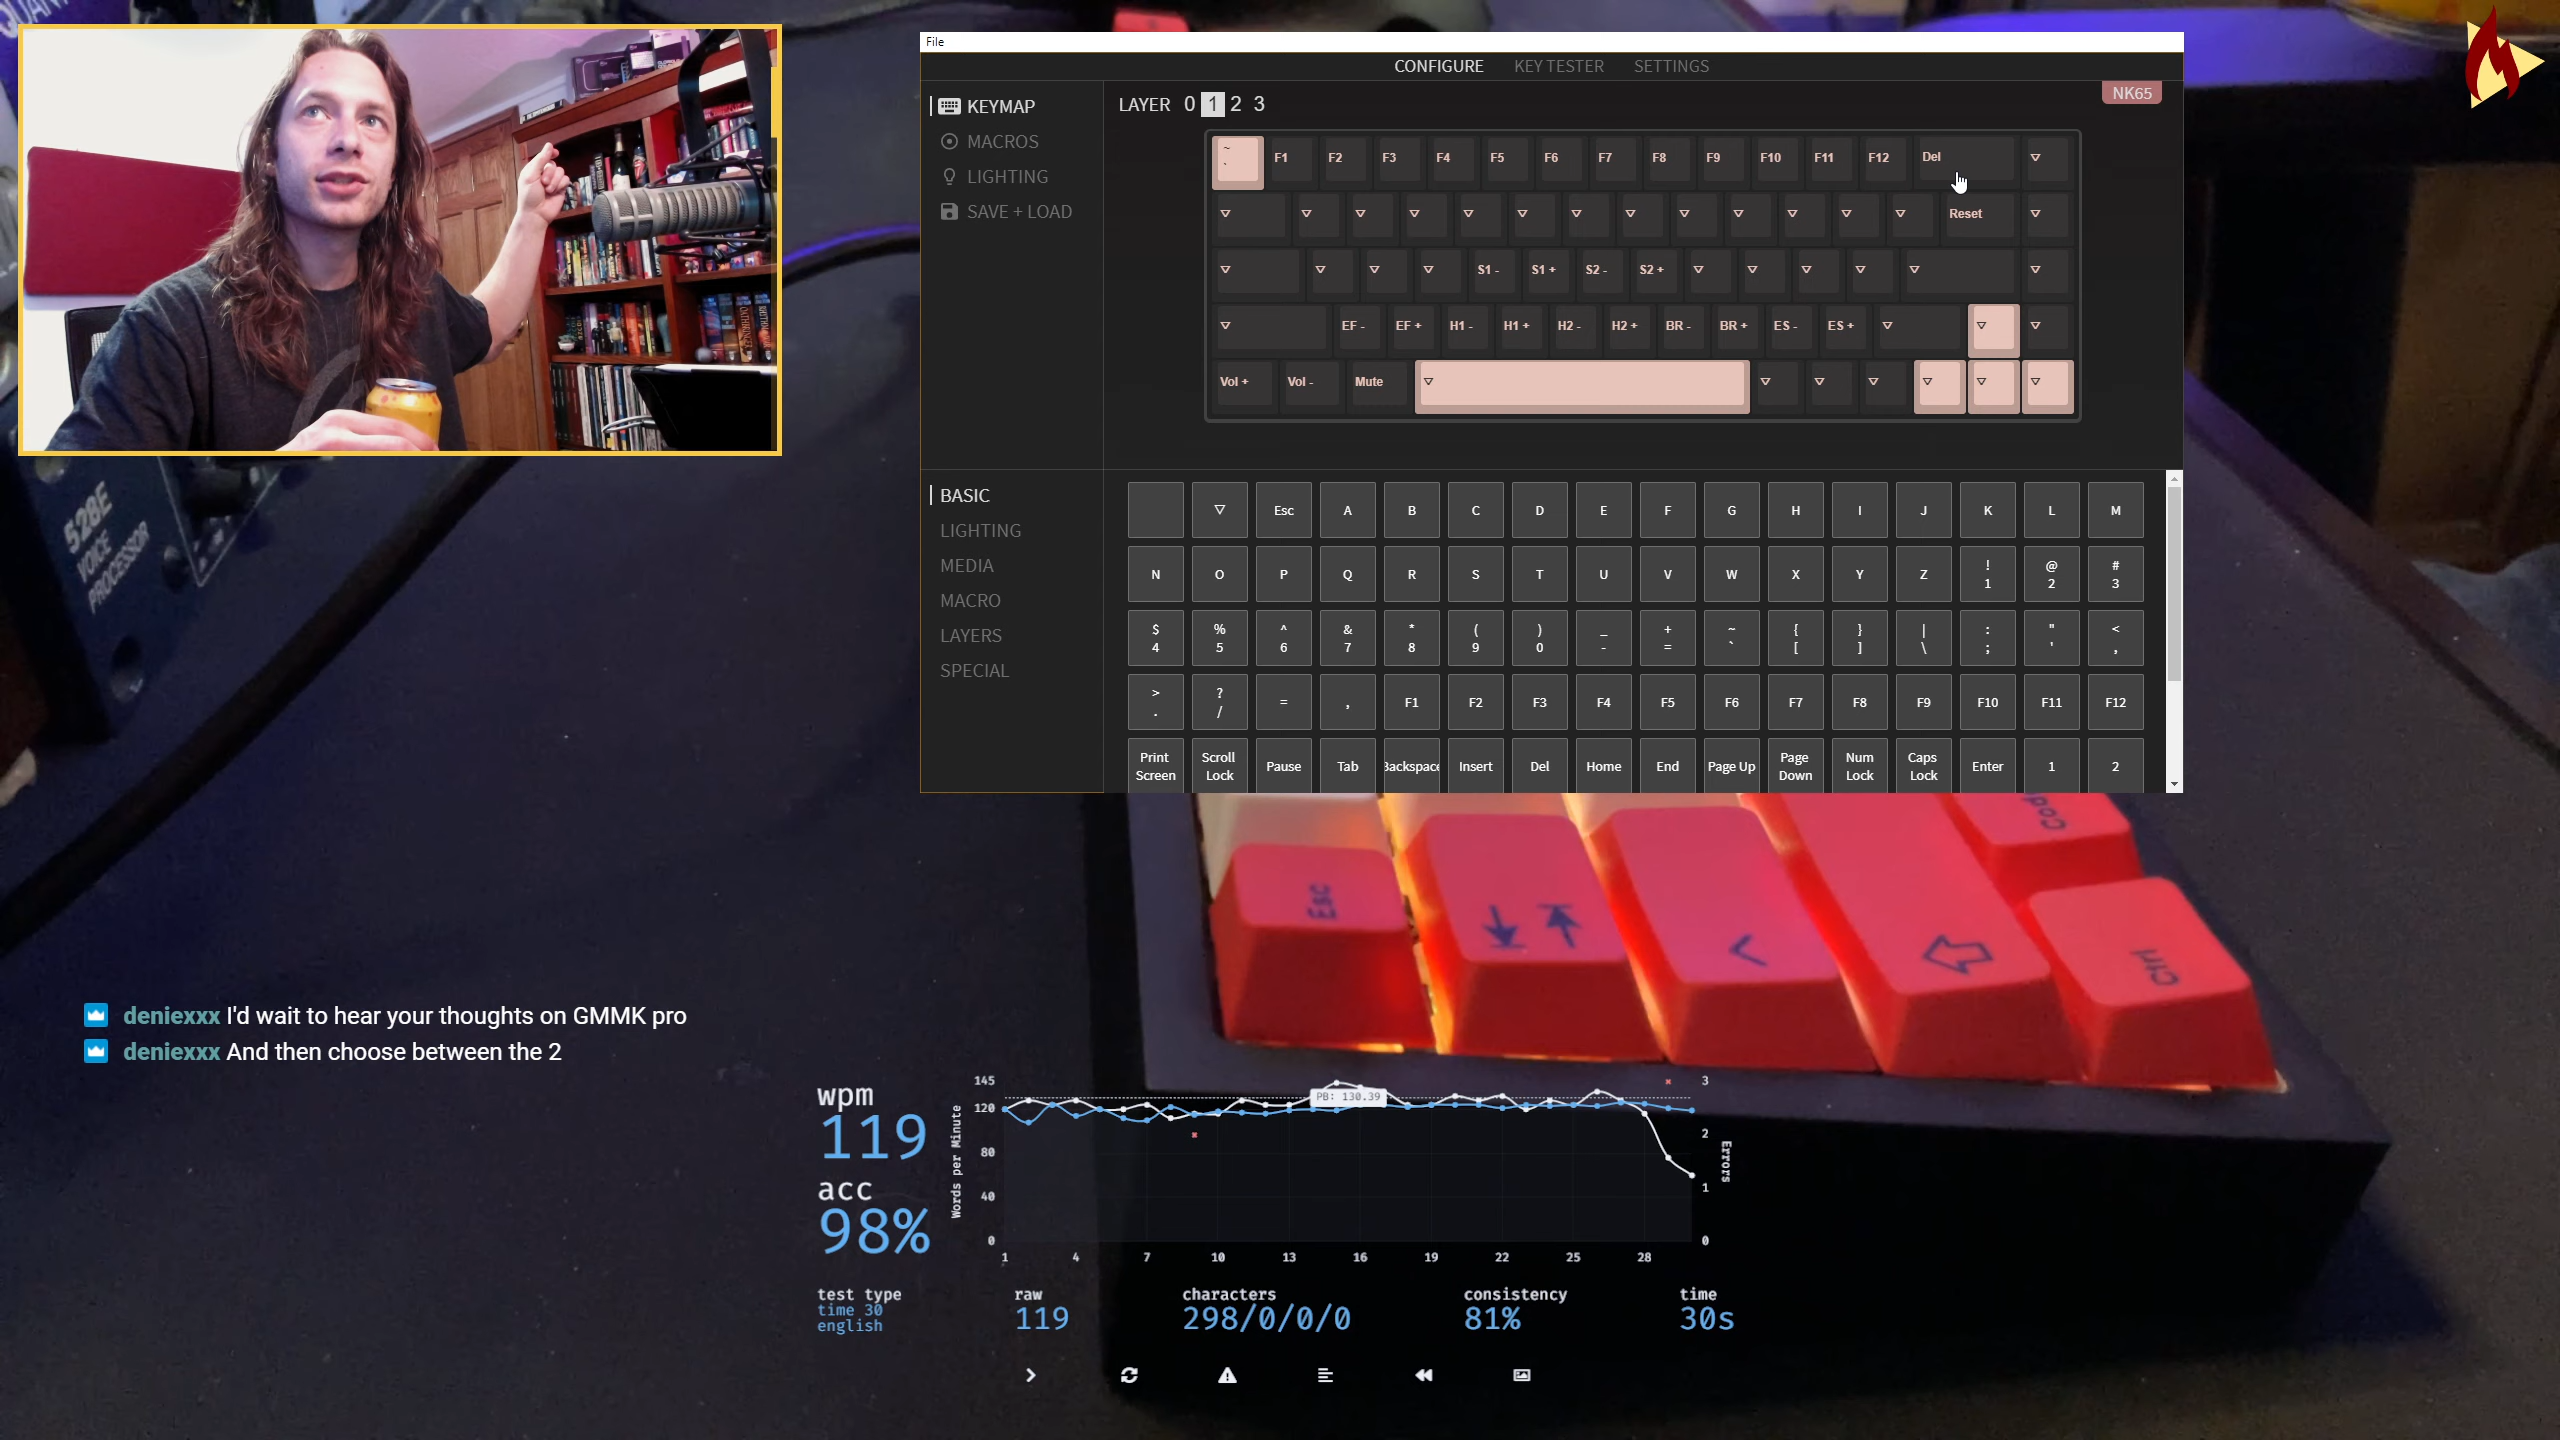 File
CONFIGURE KEY TESTER SETTINGS
KEYMAP
MACROS
LIGHTING
SAVE + LOAD
LAYER 0 1 2 3
NK65
~
`
F1 F2 F3 F4 F5 F6 F7 F8 F9 F10 F11 F12 Del ▽
▽ ▽ ▽ ▽ ▽ ▽ ▽ ▽ ▽ ▽ ▽ ▽ ▽ Reset ▽
▽ ▽ ▽ ▽ S1 - S1 + S2 - S2 + ▽ ▽ ▽ ▽ ▽ ▽
▽ EF - EF + H1 - H1 + H2 - H2 + BR - BR + ES - ES + ▽ ▽ ▽
Vol + Vol - Mute ▽ ▽ ▽ ▽ ▽ ▽ ▽
BASIC
LIGHTING
MEDIA
MACRO
LAYERS
SPECIAL
▽ Esc A B C D E F G H I J K L M
N O P Q R S T U V W X Y Z ! @ #
1 2 3
$ % ^ & * ( ) _ + ~ { } | : " <
4 5 6 7 8 9 0 - = ` [ ] \ ; ' ,
> ? = , F1 F2 F3 F4 F5 F6 F7 F8 F9 F10 F11 F12
. /
Print Scroll Pause Tab Backspace Insert Del Home End Page Up Page Num Caps Enter 1 2
Screen Lock Down Lock Lock
528E
VOICE
PROCESSOR
Esc
Ctrl
deniexxx I'd wait to hear your thoughts on GMMK pro
deniexxx And then choose between the 2
wpm
119
acc
98%
Words per Minute
145
120
80
40
0
PB: 130.39
3
2
1
0
Errors
1 4 7 10 13 16 19 22 25 28
test type
time 30
english
raw
119
characters
298/0/0/0
consistency
81%
time
30s